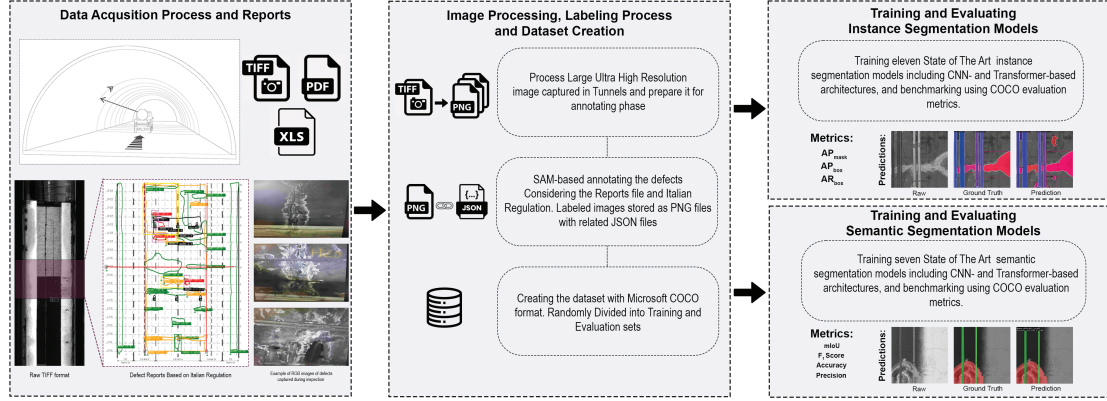 Data Acqusition Process and Reports
TIFF
PDF
XLS
Raw TIFF format
Defect Reports Based on Italian Regulation
Example of RGB images of defects
captured during inspection
Image Processing, Labeling Process
and Dataset Creation
TIFF
PNG
Process Large Ultra High Resolution
image captured in Tunnels and prepare it for
annotating phase
PNG
{...}
JSON
SAM-based annotating the defects
Considering the Reports file and Italian
Regulation. Labeled images stored as PNG files
with related JSON files
Creating the dataset with Microsoft COCO
format. Randomly Divided into Training and
Evaluation sets
Training and Evaluating
Instance Segmentation Models
Training eleven State of The Art instance
segmentation models including CNN- and Transformer-based
architectures, and benchmarking using COCO evaluation
metrics.
Metrics:
APmask
APbox
ARbox
Predictions:
Raw
Ground Truth
Prediction
Training and Evaluating
Semantic Segmentation Models
Training seven State of The Art semantic
segmentation models including CNN- and Transformer-based
architectures, and benchmarking using COCO evaluation
metrics.
Metrics:
mIoU
F1 Score
Accuracy
Precision
Predictions:
Raw
Ground Truth
Prediction